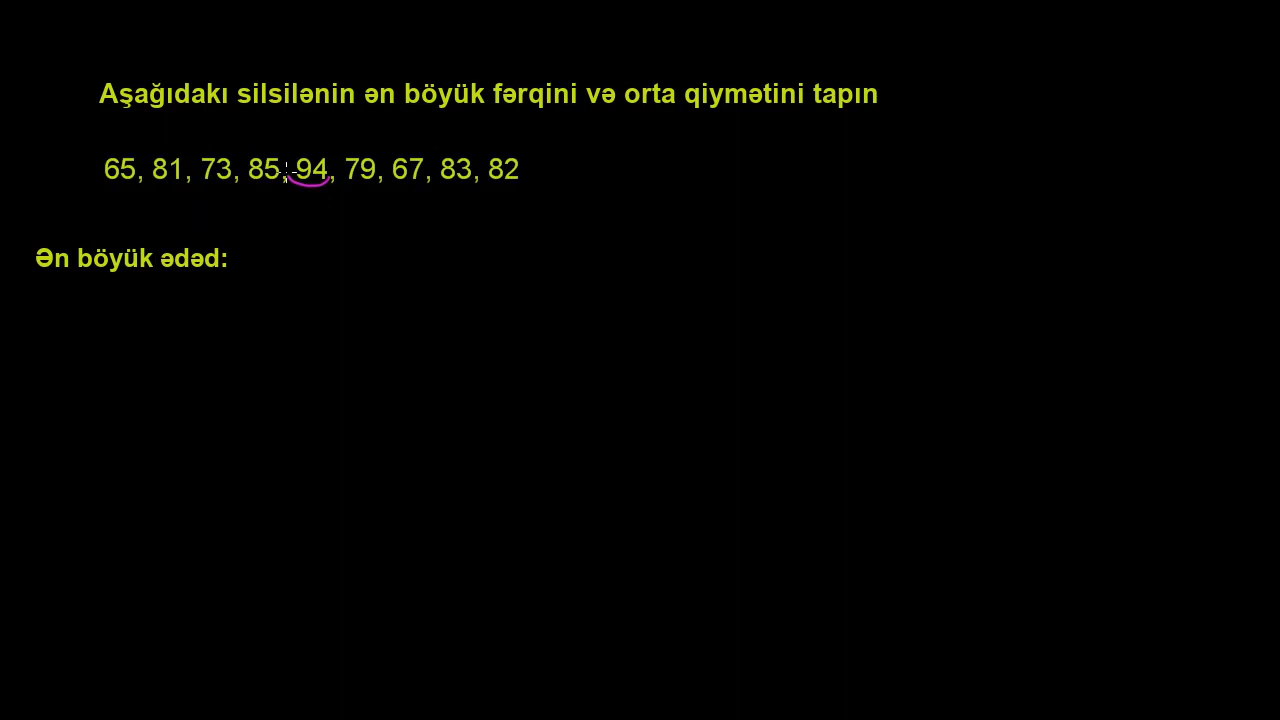 Aşağıdakı silsilənin ən böyük fərqini və orta qiymətini tapın
65, 81, 73, 85, 94, 79, 67, 83, 82
Ən böyük ədəd: